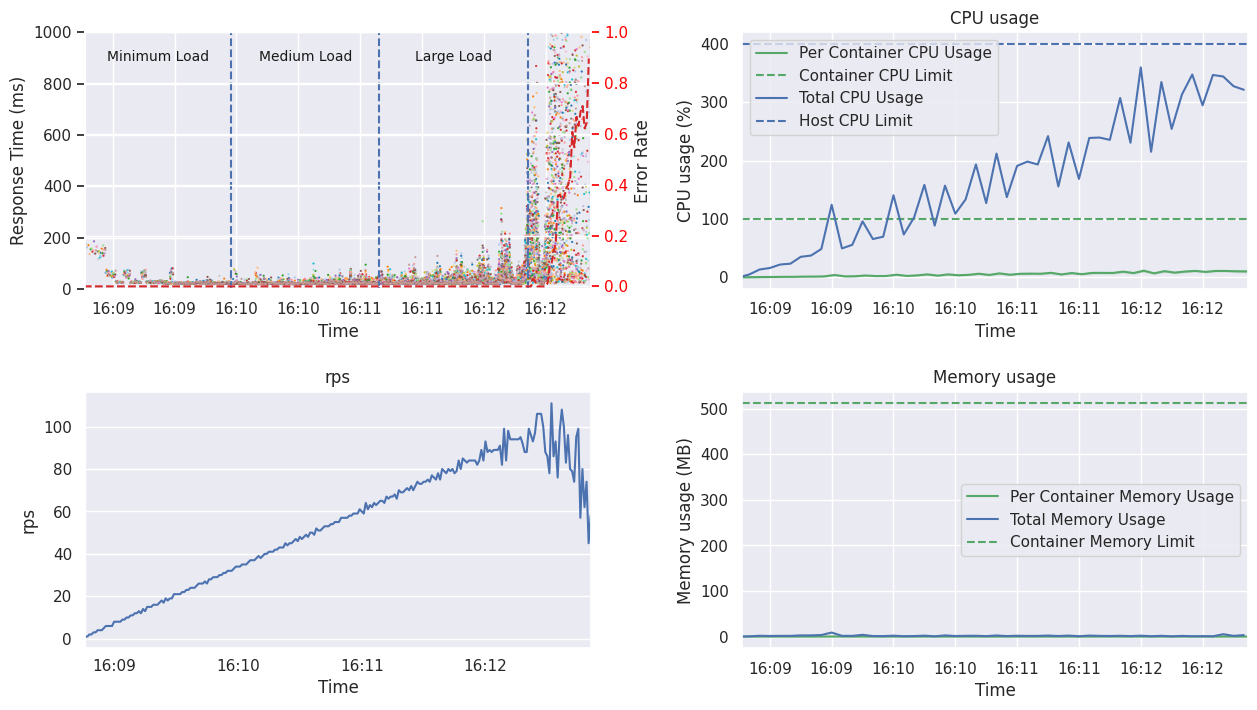 1000
800
600
400
200
0
Response Time (ms)
Minimum Load
Medium Load
Large Load
1.0
0.8
0.6
0.4
0.2
0.0
Error Rate
16:09 16:09 16:10 16:10 16:11 16:11 16:12 16:12
Time
CPU usage
400
300
200
100
0
CPU usage (%)
Per Container CPU Usage
Container CPU Limit
Total CPU Usage
Host CPU Limit
16:09 16:09 16:10 16:10 16:11 16:11 16:12 16:12
Time
rps
100
80
60
40
20
0
rps
16:09 16:10 16:11 16:12
Time
Memory usage
500
400
300
200
100
0
Memory usage (MB)
Per Container Memory Usage
Total Memory Usage
Container Memory Limit
16:09 16:09 16:10 16:10 16:11 16:11 16:12 16:12
Time